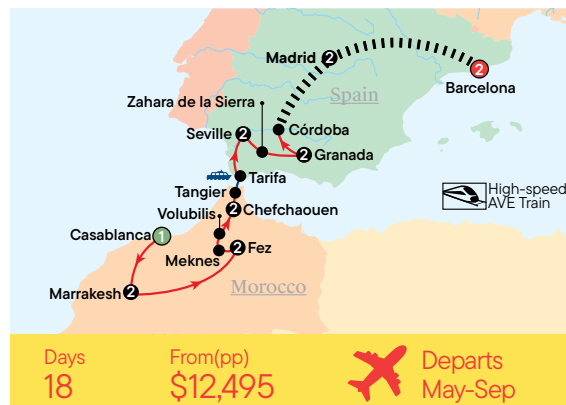 Madrid 2
2
Barcelona
Spain
Zahara de la Sierra
Seville 2
Córdoba
2 Granada
Tarifa
Tangier
High-speed
AVE Train
Volubilis
2 Chefchaouen
Casablanca 1
2 Fez
Meknes
Marrakesh 2
Morocco
Days
18
From(pp)
$12,495
Departs
May-Sep